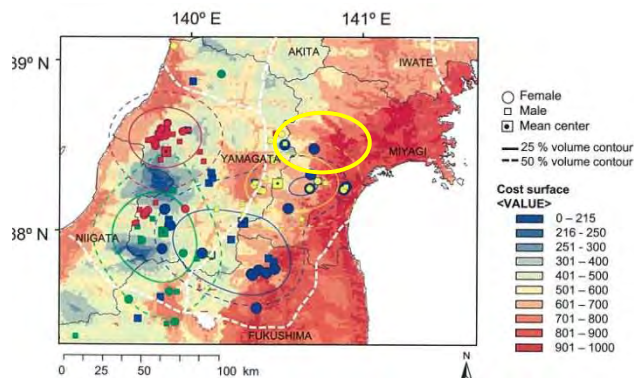 140° E
141° E
39° N
38° N
AKITA
IWATE
YAMAGATA
MIYAGI
NIIGATA
FUKUSHIMA
Female
Male
Mean center
25 % volume contour
50 % volume contour
Cost surface
<VALUE>
0 – 215
216 - 250
251 - 300
301 – 400
401 – 500
501 – 600
601 – 700
701 – 800
801 – 900
901 – 1000
0 25 50 100 km
N